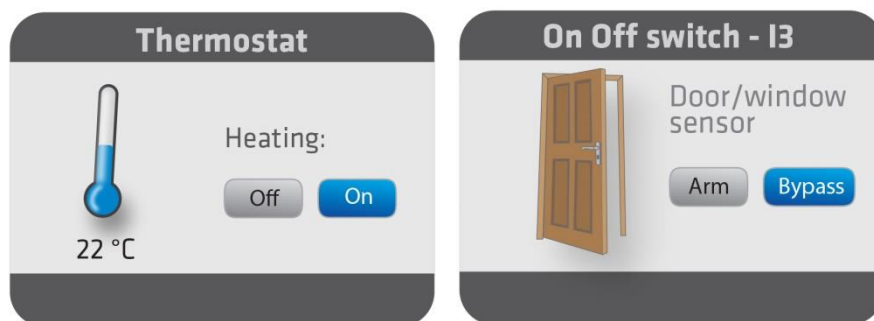 Thermostat
Heating:
Off On
22 °C
On Off switch - I3
Door/window
sensor
Arm Bypass